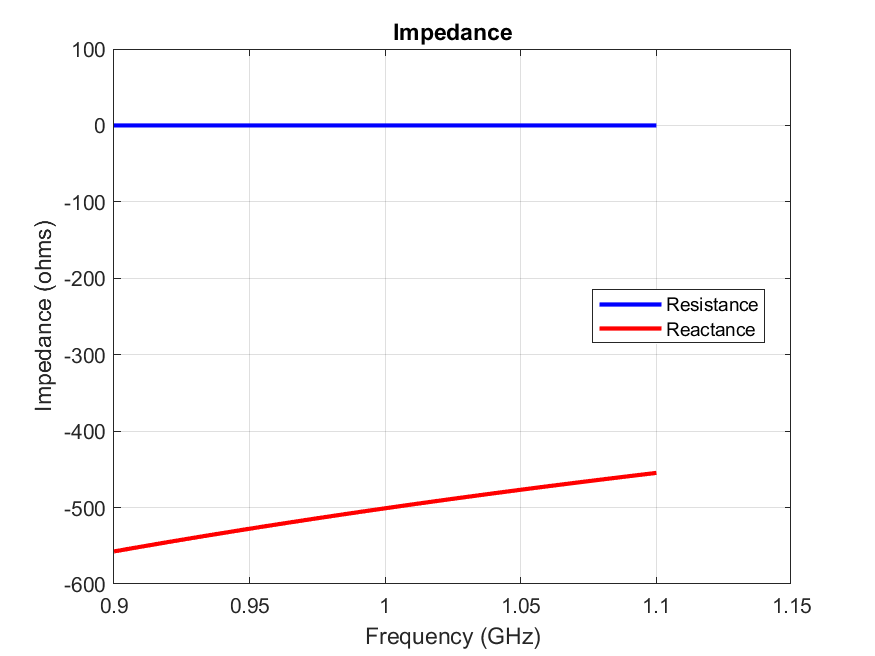 Impedance
100
0
-100
-200
-300
-400
-500
-600
Impedance (ohms)
Resistance
Reactance
0.9 0.95 1 1.05 1.1 1.15
Frequency (GHz)